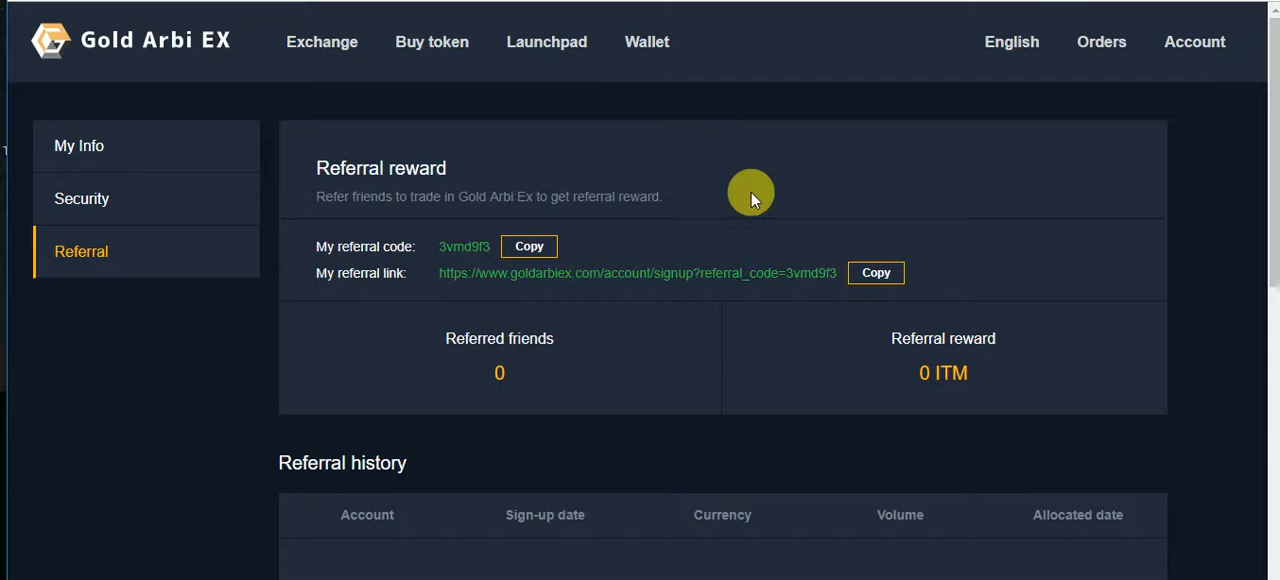 Gold Arbi EX Exchange Buy token Launchpad Wallet English Orders Account
My Info
Security
Referral
Referral reward
Refer friends to trade in Gold Arbi Ex to get referral reward.
My referral code: 3vmd9f3 Copy
My referral link: https://www.goldarbiex.com/account/signup?referral_code=3vmd9f3 Copy
Referred friends
0
Referral reward
0 ITM
Referral history
Account Sign-up date Currency Volume Allocated date